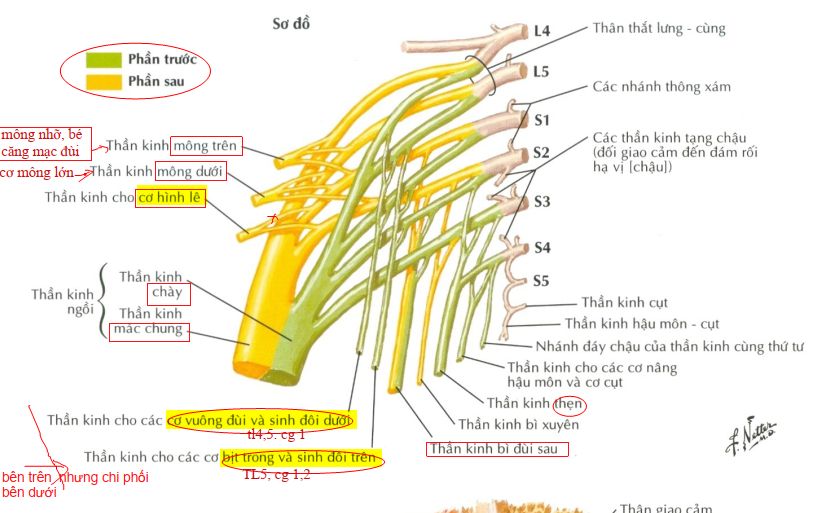 Sơ đồ
Phần trước
Phần sau
L4
L5
S1
S2
S3
S4
S5
Thân thắt lưng - cùng
Các nhánh thông xám
Các thần kinh tạng chậu
(đối giao cảm đến đám rối
hạ vị [chậu])
mông nhỡ, bé
căng mạc đùi
Thần kinh mông trên
cơ mông lớn
Thần kinh mông dưới
Thần kinh cho cơ hình lê
Thần kinh
ngồi
Thần kinh
chày
Thần kinh
mác chung
Thần kinh cụt
Thần kinh hậu môn - cụt
Nhánh đáy chậu của thần kinh cùng thứ tư
Thần kinh cho các cơ nâng
hậu môn và cơ cụt
Thần kinh thẹn
Thần kinh bì xuyên
Thần kinh bì đùi sau
Thần kinh cho các cơ vuông đùi và sinh đôi dưới
tl4,5. cg 1
Thần kinh cho các cơ bịt trong và sinh đôi trên
TL5, cg 1,2
bên trên nhưng chi phối
bên dưới
F. Netter
M.D.
Thân giao cảm